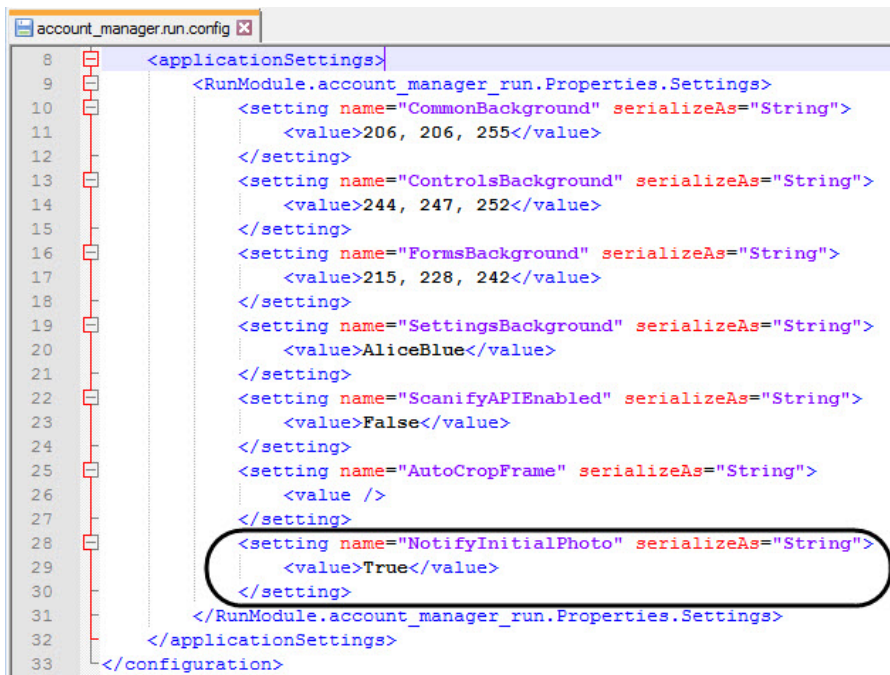 account_manager.run.config
8 <applicationSettings>
9 <RunModule.account_manager_run.Properties.Settings>
10 <setting name="CommonBackground" serializeAs="String">
11 <value>206, 206, 255</value>
12 </setting>
13 <setting name="ControlsBackground" serializeAs="String">
14 <value>244, 247, 252</value>
15 </setting>
16 <setting name="FormsBackground" serializeAs="String">
17 <value>215, 228, 242</value>
18 </setting>
19 <setting name="SettingsBackground" serializeAs="String">
20 <value>AliceBlue</value>
21 </setting>
22 <setting name="ScanifyAPIEnabled" serializeAs="String">
23 <value>False</value>
24 </setting>
25 <setting name="AutoCropFrame" serializeAs="String">
26 <value />
27 </setting>
28 <setting name="NotifyInitialPhoto" serializeAs="String">
29 <value>True</value>
30 </setting>
31 </RunModule.account_manager_run.Properties.Settings>
32 </applicationSettings>
33 </configuration>